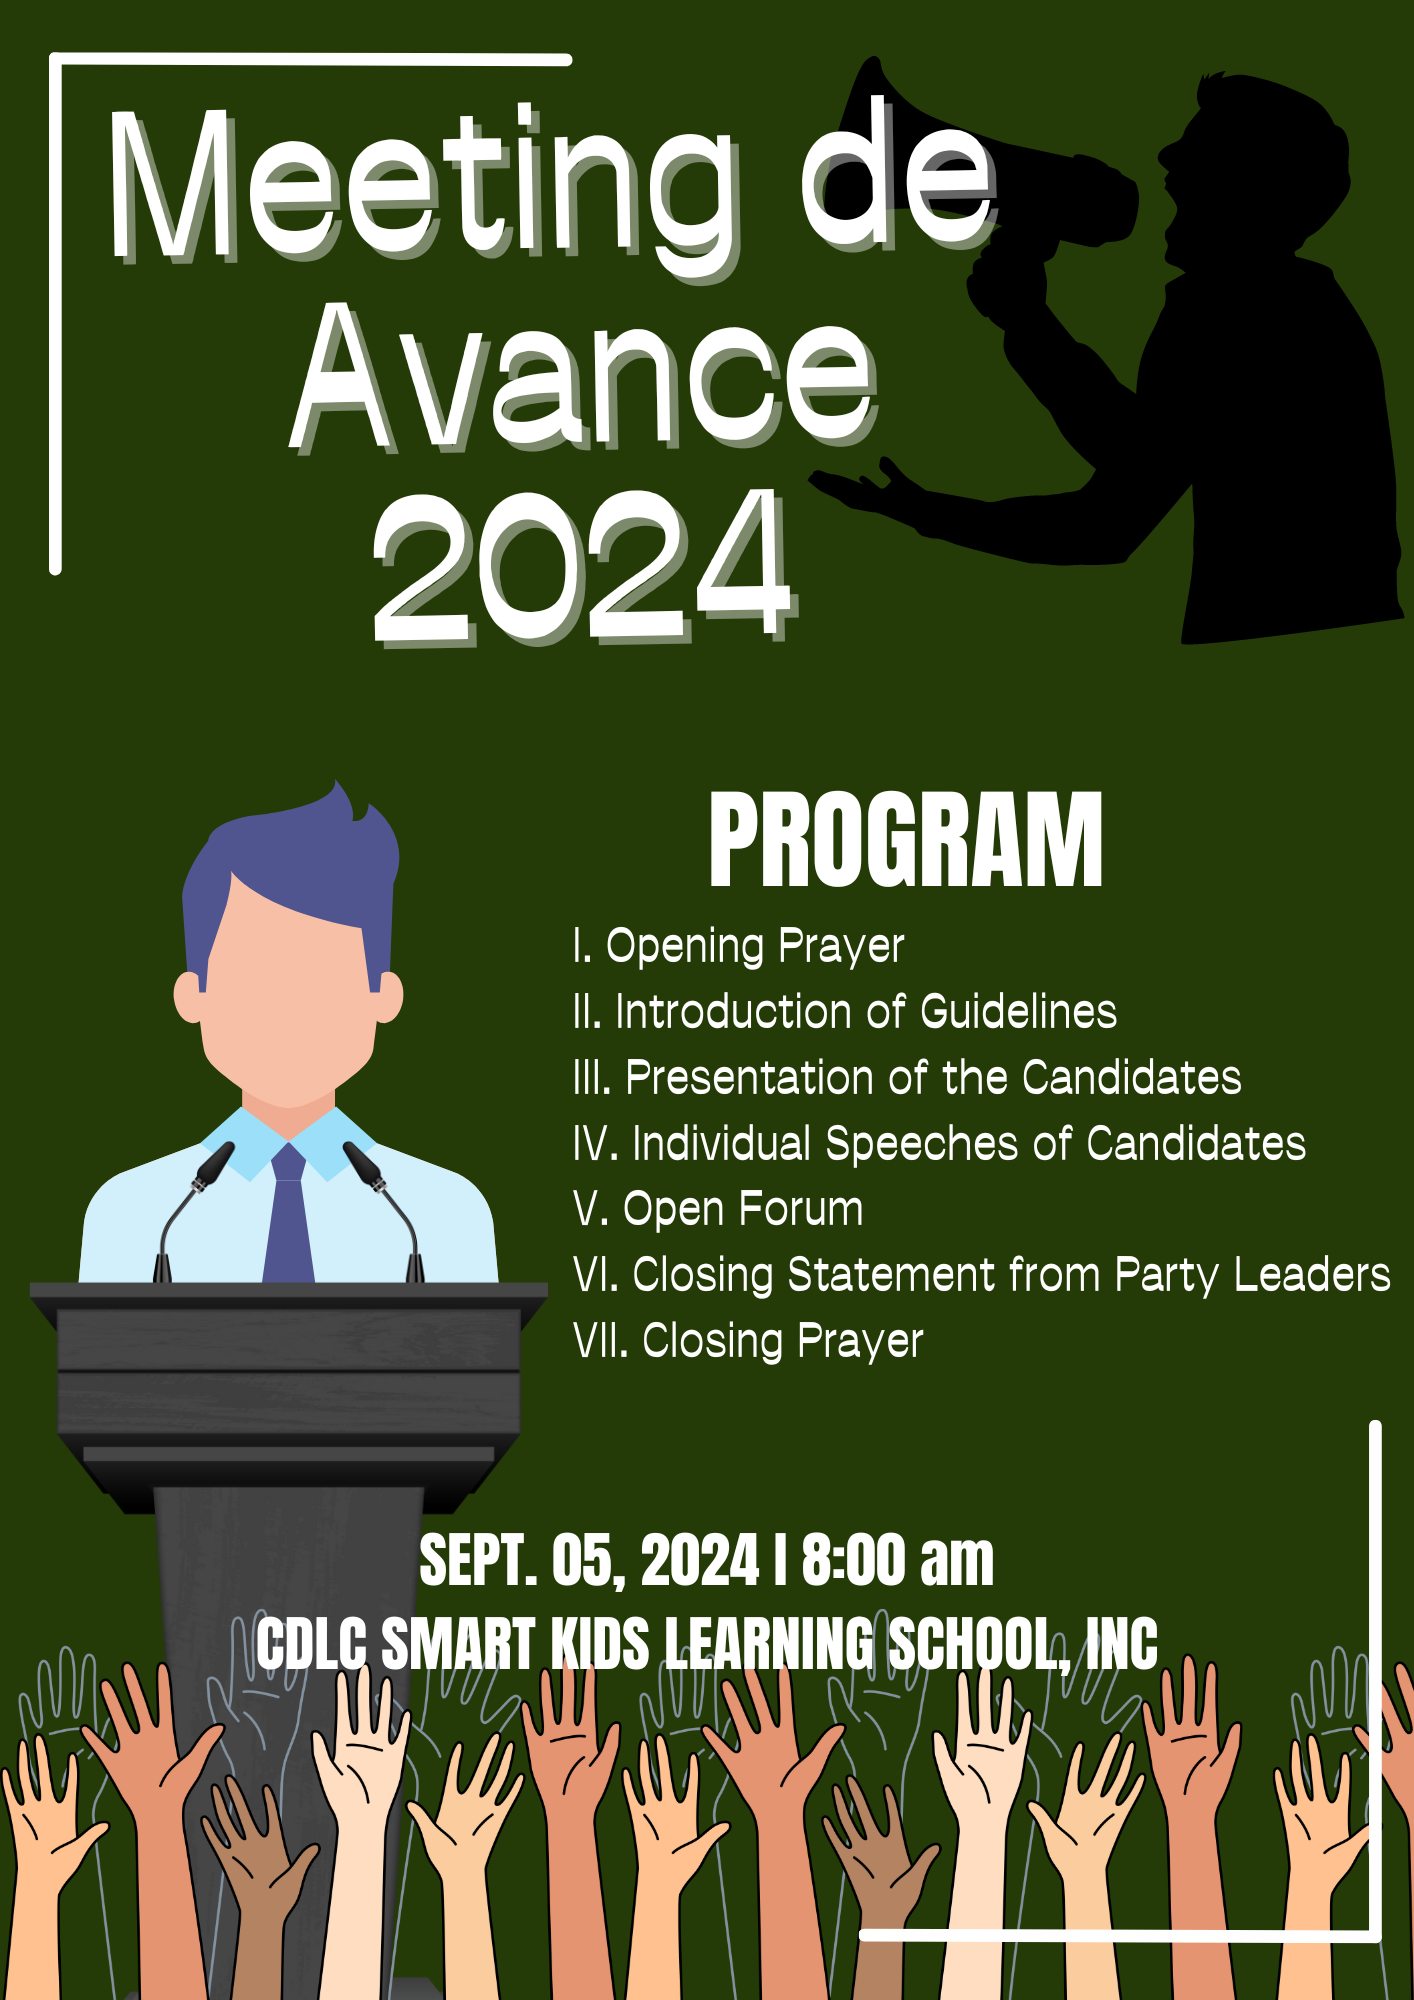 Meeting de
Avance
2024
PROGRAM
I. Opening Prayer
II. Introduction of Guidelines
III. Presentation of the Candidates
IV. Individual Speeches of Candidates
V. Open Forum
VI. Closing Statement from Party Leaders
VII. Closing Prayer
SEPT. 05, 2024 I 8:00 am
CDLC SMART KIDS LEARNING SCHOOL, INC